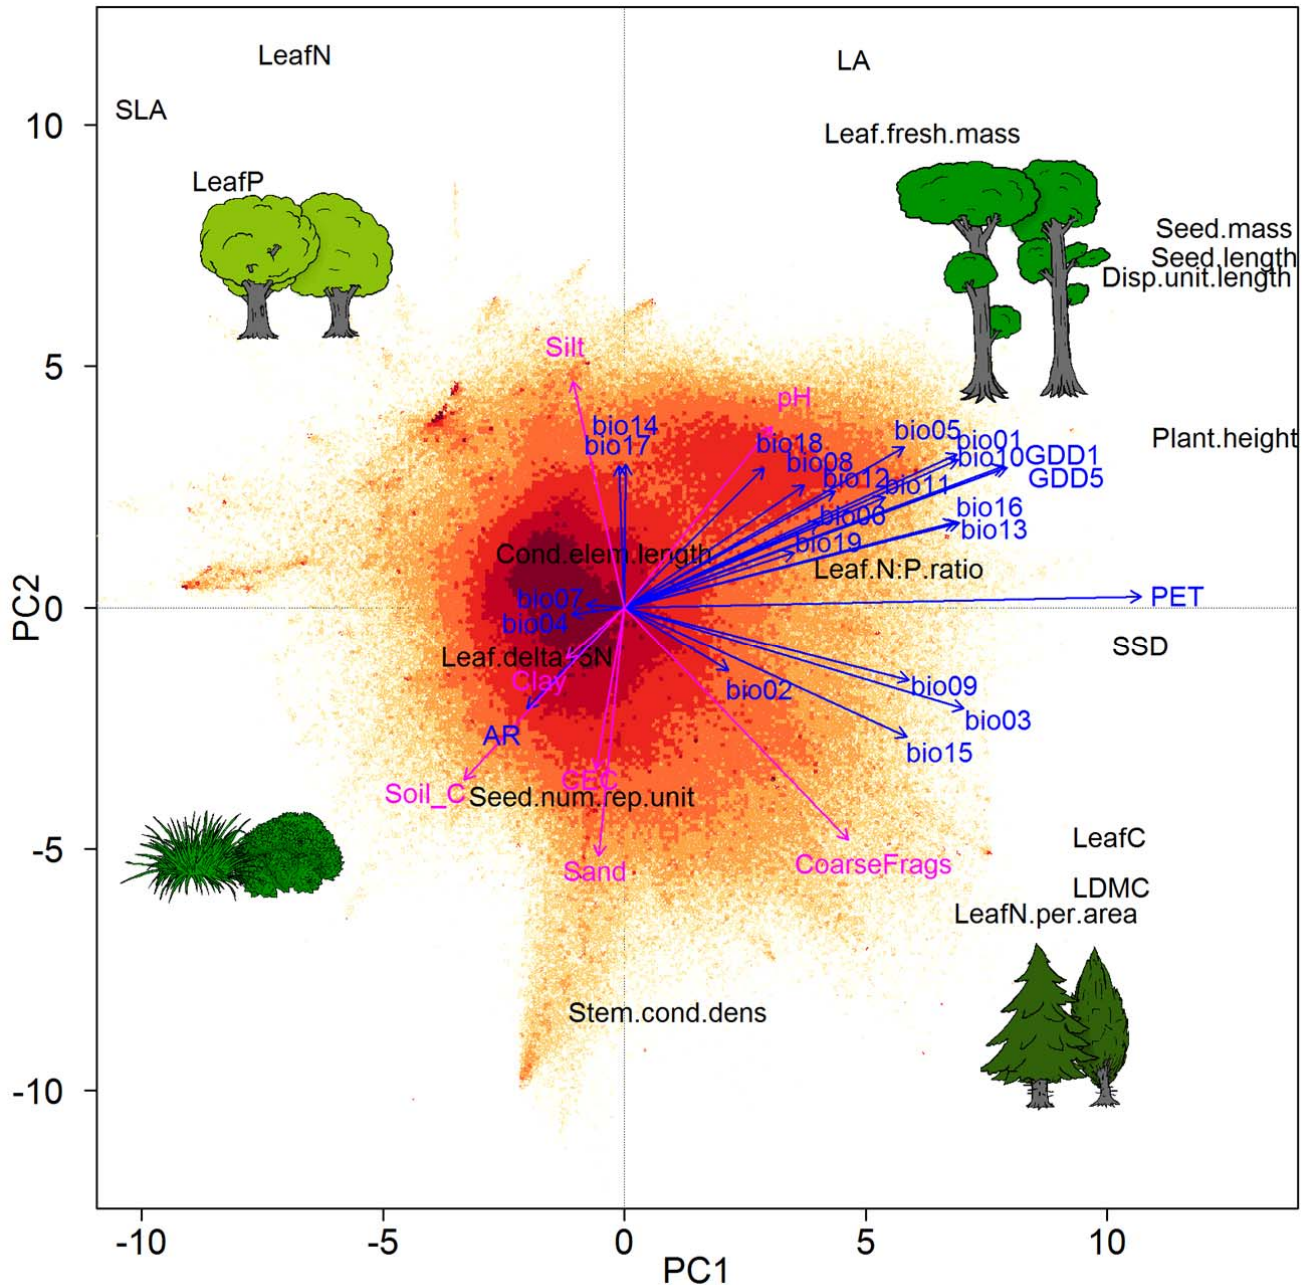 LeafN
LA
SLA
10
Leaf.fresh.mass
LeafP
Seed.mass
Seed.length
Disp.unit.length
5
Silt
pH
bio14
bio17
bio18
bio05
bio01
Plant.height
bio08
bio10
GDD1
bio12
bio11
GDD5
bio06
bio16
bio13
bio19
Cond.elem.length
Leaf.N:P.ratio
bio07
PET
0
PC2
bio04
SSD
Leaf.delta15N
Clay
bio02
bio09
bio03
AR
bio15
CEC
Soil_C
Seed.num.rep.unit
-5
Sand
CoarseFrags
LeafC
LDMC
LeafN.per.area
Stem.cond.dens
-10
-10
-5
0
5
10
PC1